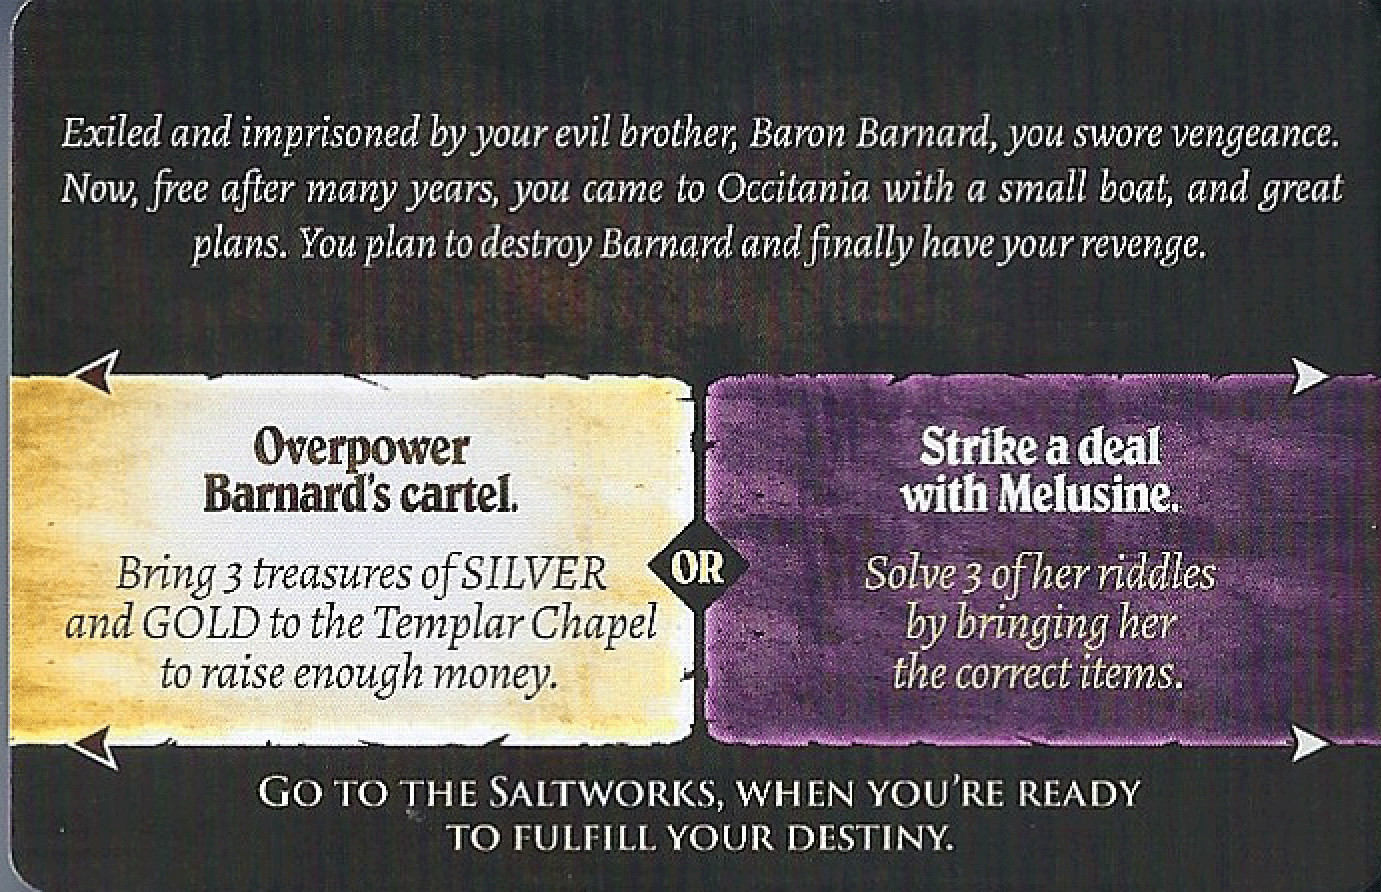 Exiled and imprisoned by your evil brother, Baron Barnard, you swore vengeance.
Now, free after many years, you came to Occitania with a small boat, and great
plans. You plan to destroy Barnard and finally have your revenge.
Overpower
Barnard's cartel.
Bring 3 treasures of SILVER
and GOLD to the Templar Chapel
to raise enough money.
OR
Strike a deal
with Melusine.
Solve 3 of her riddles
by bringing her
the correct items.
GO TO THE SALTWORKS, WHEN YOU'RE READY
TO FULFILL YOUR DESTINY.